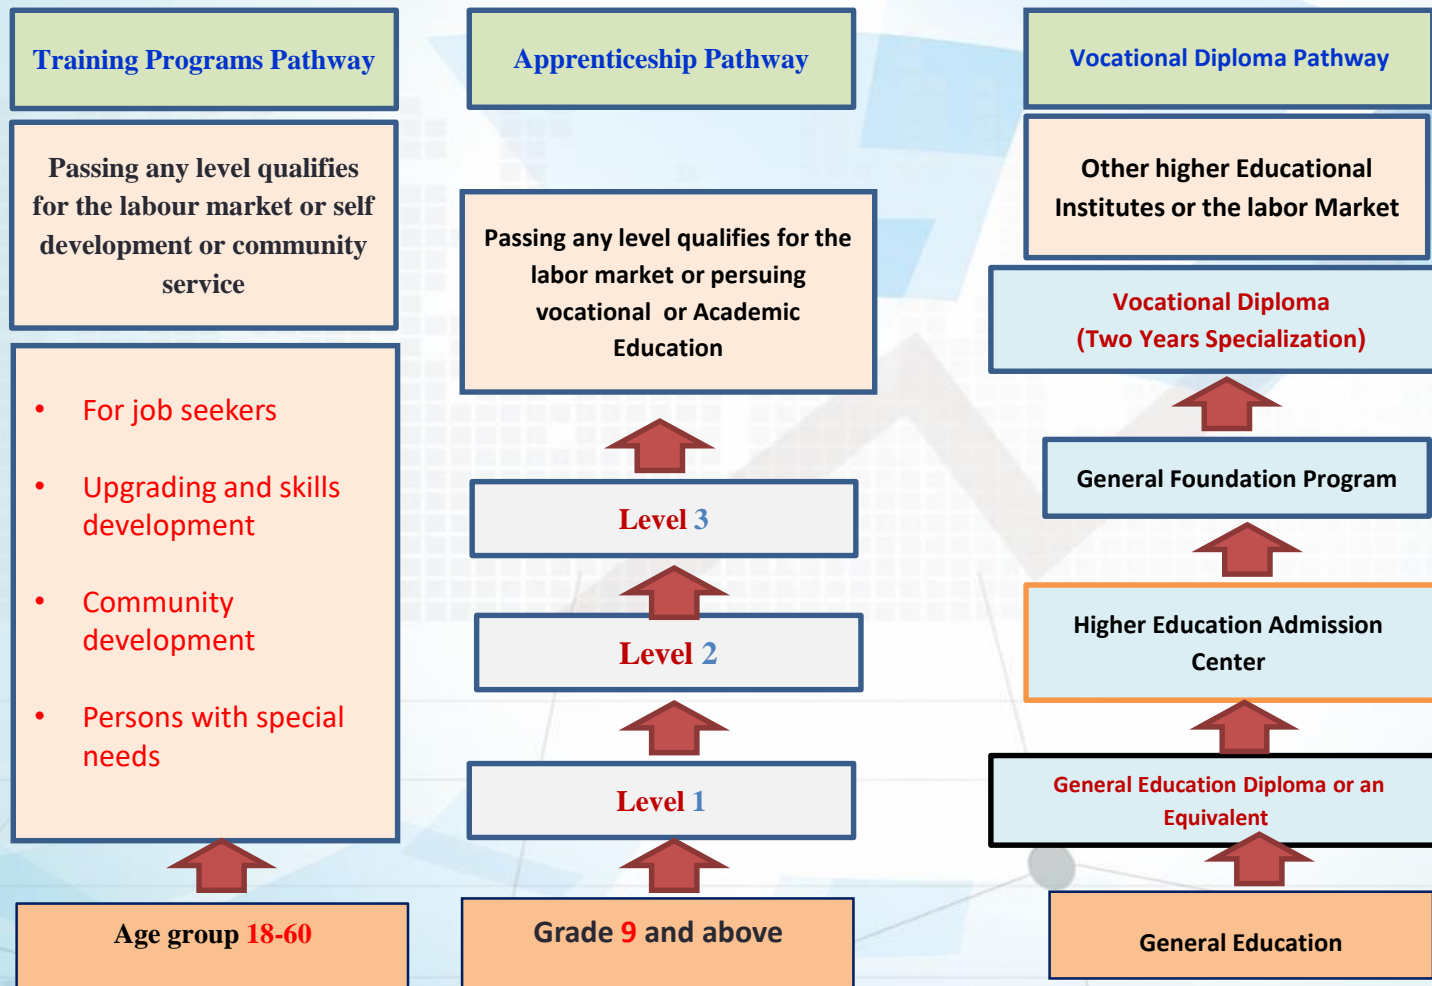 Training Programs Pathway
Passing any level qualifies
for the labour market or self
development or community
service
• For job seekers
• Upgrading and skills
development
• Community
development
• Persons with special
needs
Age group 18-60
Apprenticeship Pathway
Passing any level qualifies for the
labor market or persuing
vocational or Academic
Education
Level 3
Level 2
Level 1
Grade 9 and above
Vocational Diploma Pathway
Other higher Educational
Institutes or the labor Market
Vocational Diploma
(Two Years Specialization)
General Foundation Program
Higher Education Admission
Center
General Education Diploma or an
Equivalent
General Education